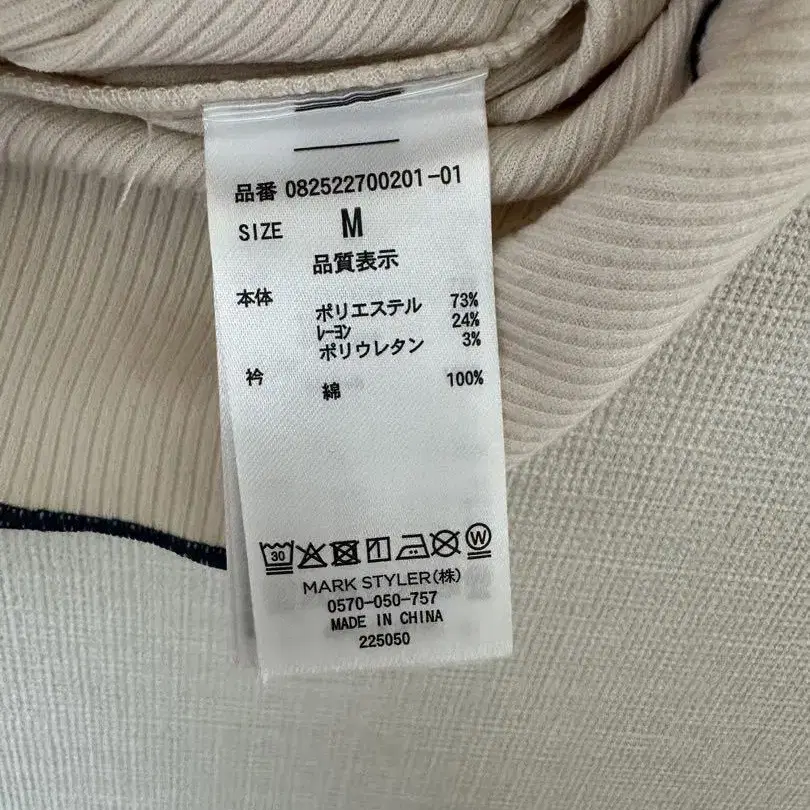 品番 082522700201-01
SIZE M
品質表示
本体 ポリエステル 73%
レーヨン 24%
ポリウレタン 3%
衿 綿 100%
30 W
MARK STYLER(株)
0570-050-757
MADE IN CHINA
225050